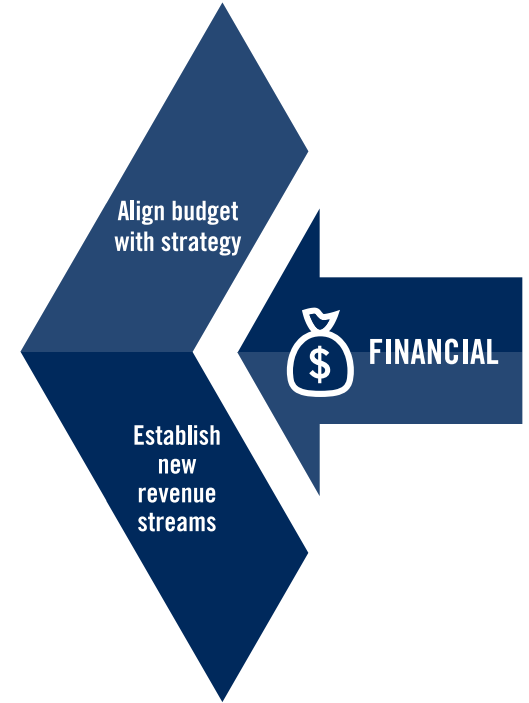 Align budget
with strategy
$
FINANCIAL
Establish
new
revenue
streams